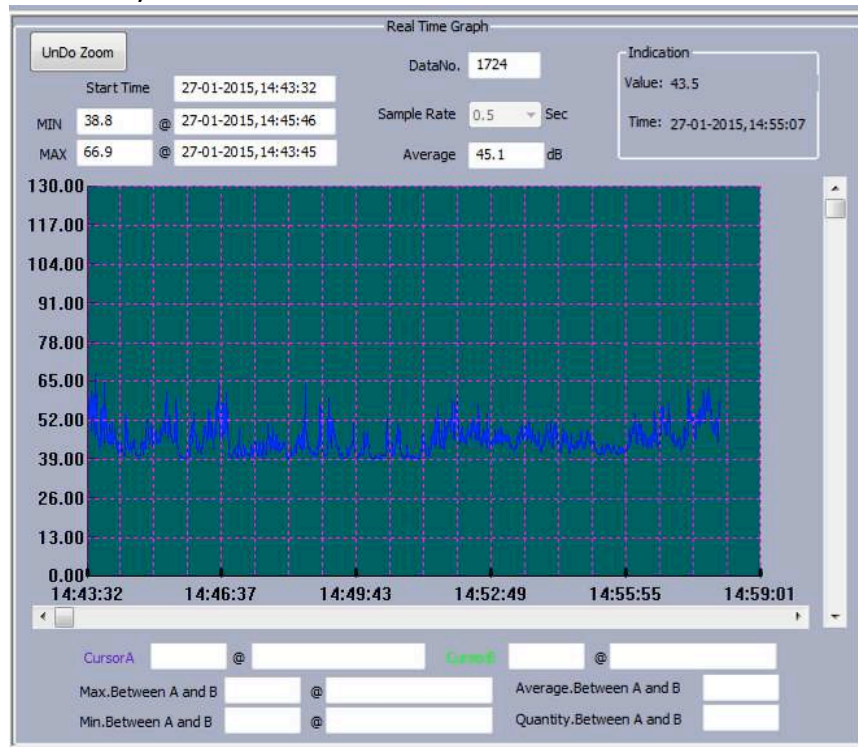 Real Time Graph
UnDo Zoom
DataNo. 1724
Indication
Value: 43.5
Start Time 27-01-2015,14:43:32
Sample Rate 0.5 Sec
Time: 27-01-2015,14:55:07
MIN 38.8 @ 27-01-2015,14:45:46
MAX 66.9 @ 27-01-2015,14:43:45
Average 45.1 dB
130.00
117.00
104.00
91.00
78.00
65.00
52.00
39.00
26.00
13.00
0.00
14:43:32 14:46:37 14:49:43 14:52:49 14:55:55 14:59:01
CursorA @ CursorB @
Max.Between A and B @ Average.Between A and B
Min.Between A and B @ Quantity.Between A and B